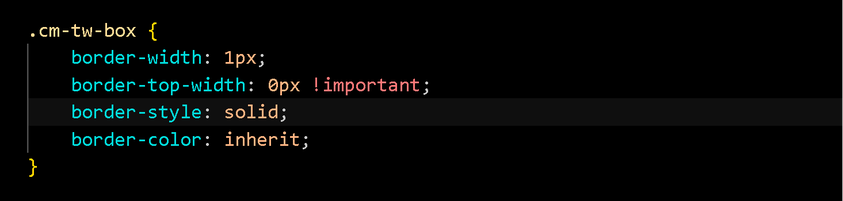 .cm-tw-box {
    border-width: 1px;
    border-top-width: 0px !important;
    border-style: solid;
    border-color: inherit;
}